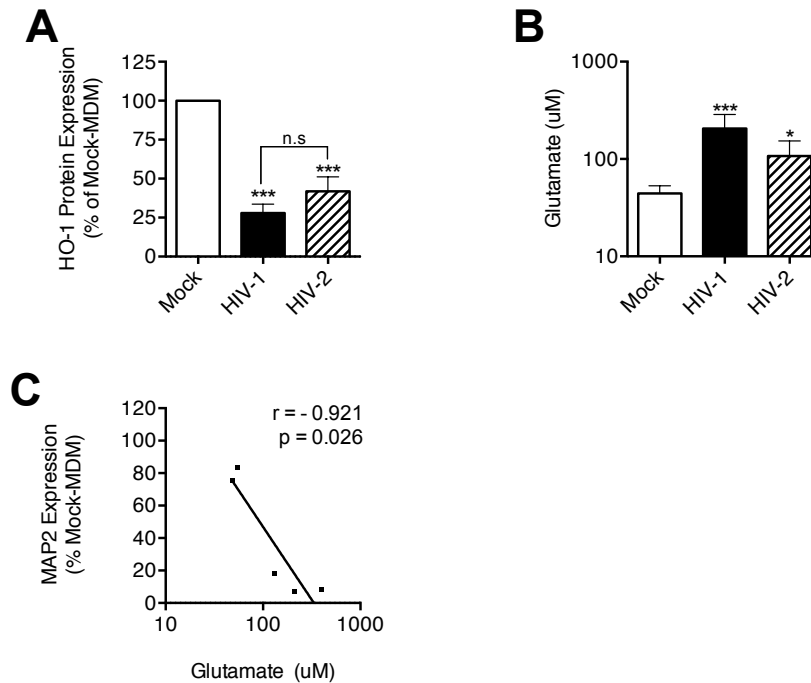 A
HO-1 Protein Expression
(% of Mock-MDM)
125
100
75
50
25
0
n.s
***
***
Mock
HIV-1
HIV-2
B
Glutamate (uM)
1000
100
10
***
*
Mock
HIV-1
HIV-2
C
MAP2 Expression
(% Mock-MDM)
120
100
80
60
40
20
0
r = - 0.921
p = 0.026
10
100
1000
Glutamate (uM)